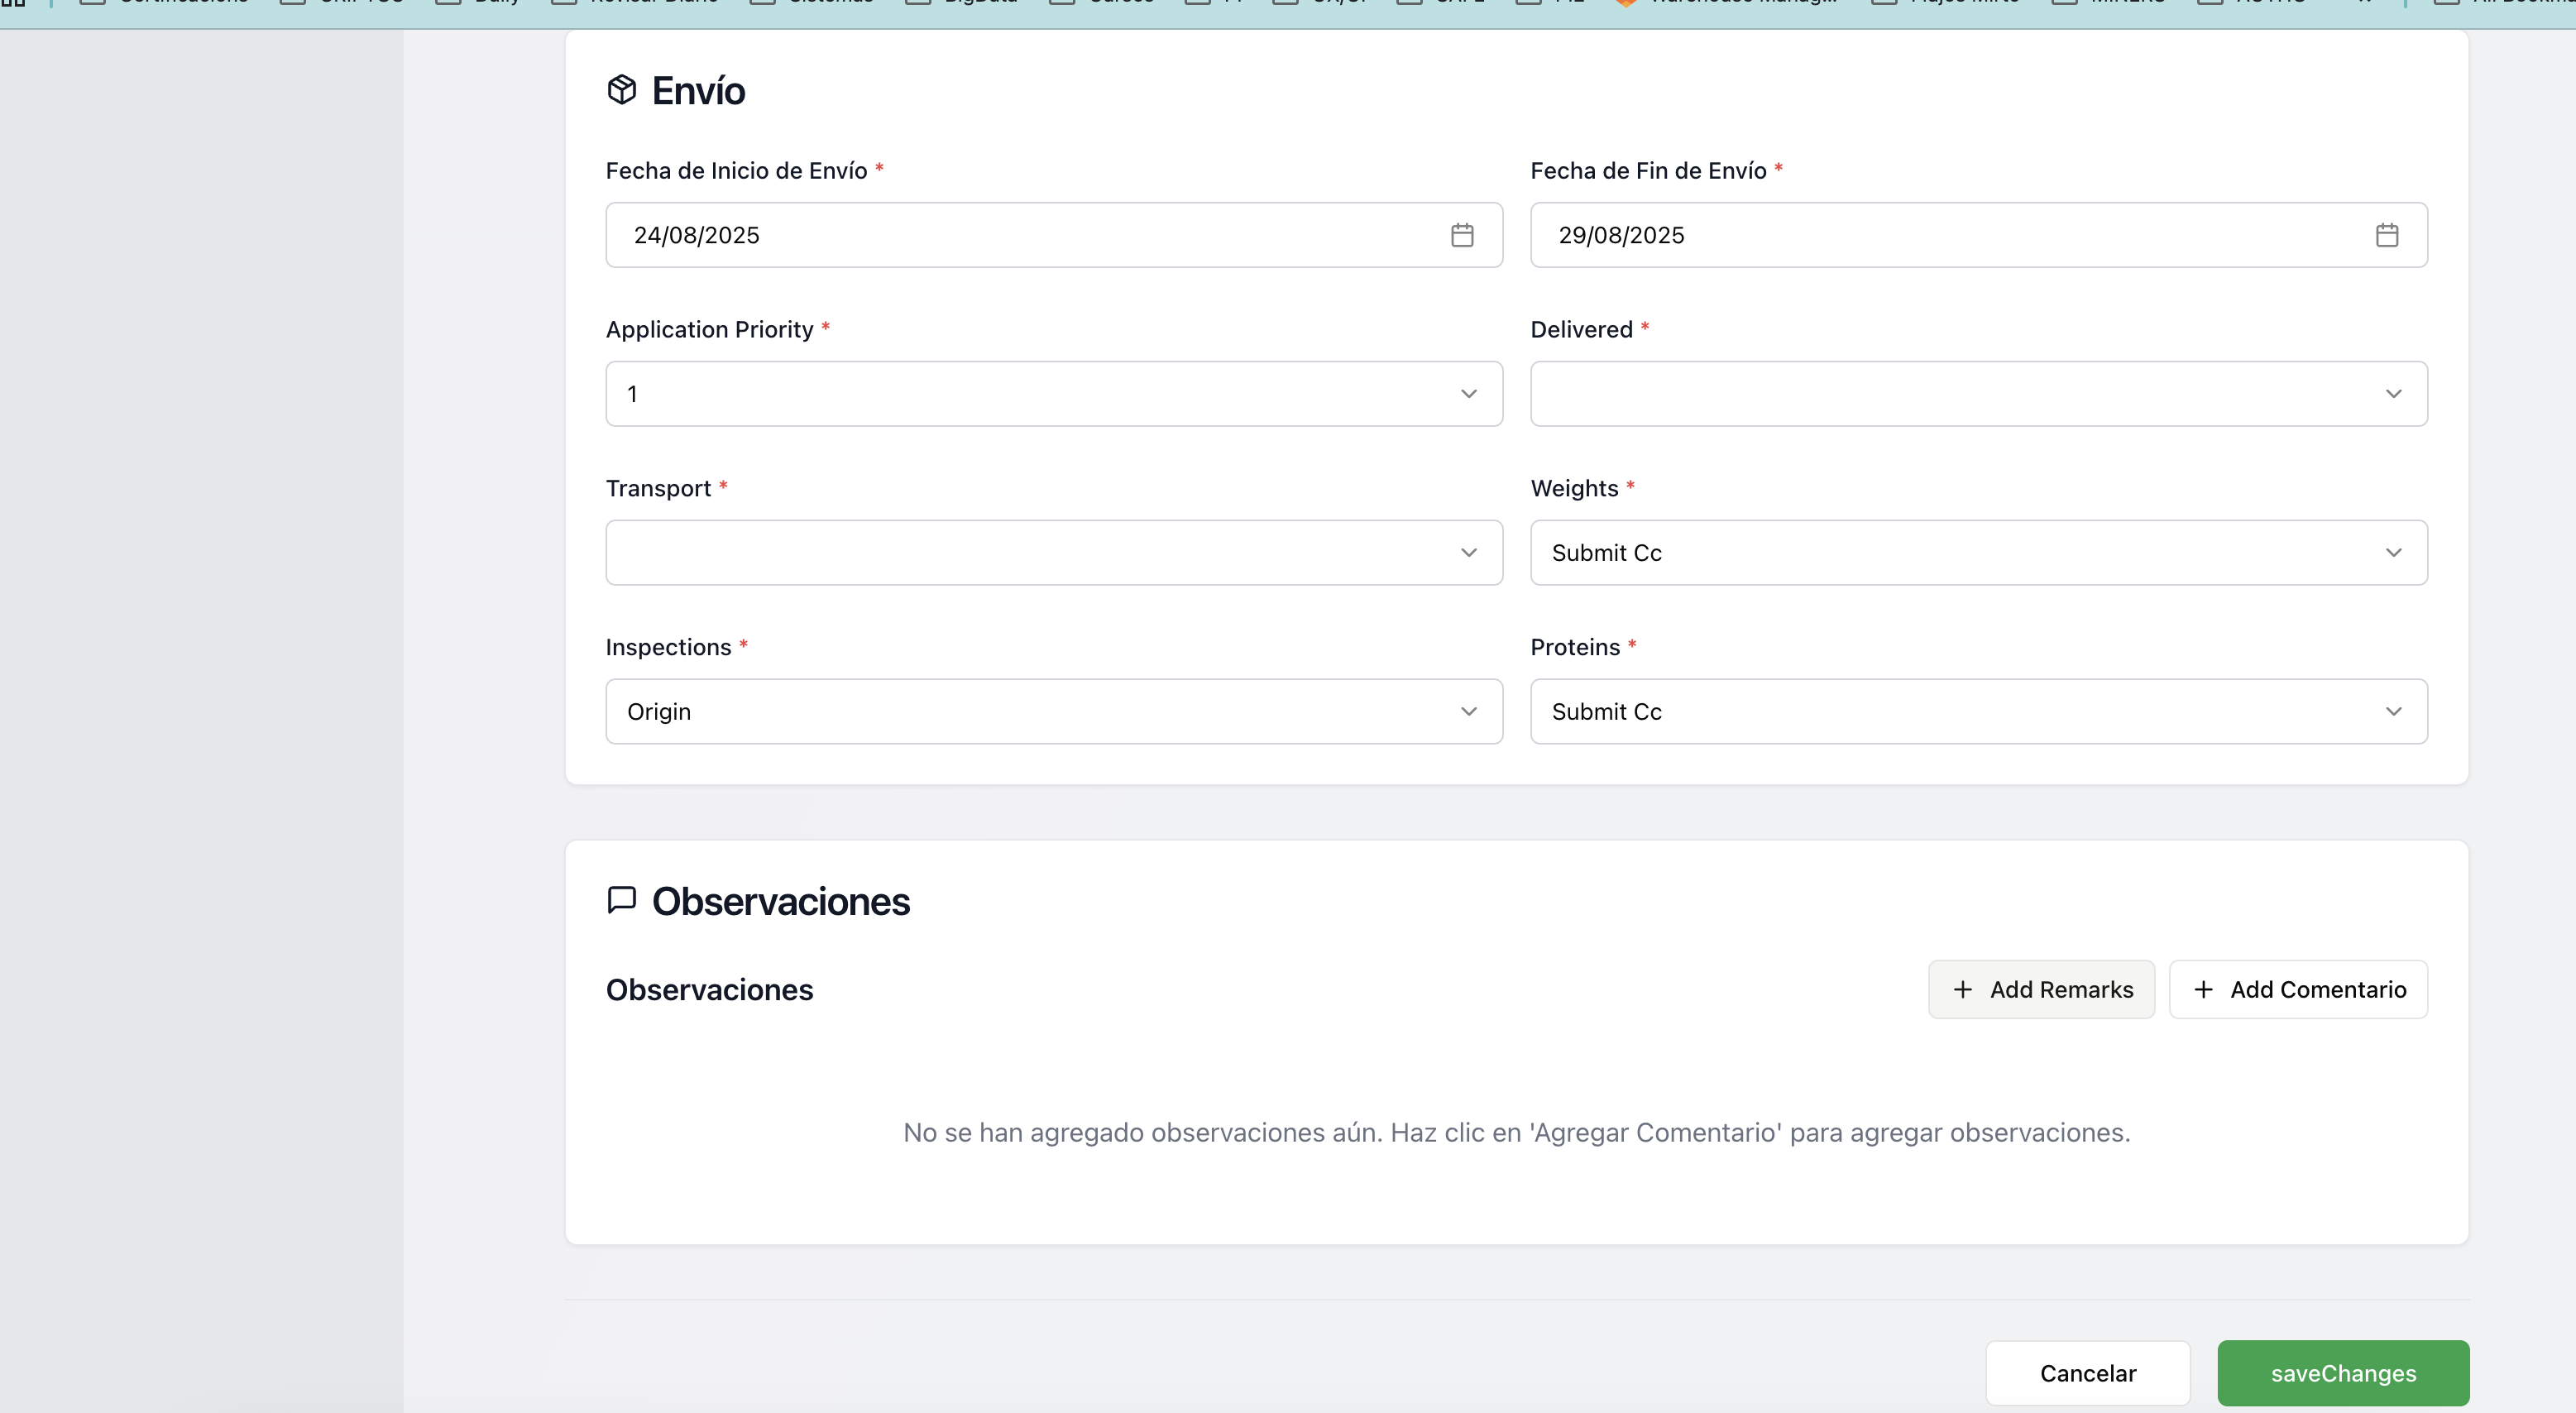 Envío
Fecha de Inicio de Envío *
Fecha de Fin de Envío *
24/08/2025
29/08/2025
Application Priority *
Delivered *
1
Transport *
Weights *
Submit Cc
Inspections *
Proteins *
Origin
Submit Cc
Observaciones
Observaciones
+ Add Remarks
+ Add Comentario
No se han agregado observaciones aún. Haz clic en 'Agregar Comentario' para agregar observaciones.
Cancelar
saveChanges